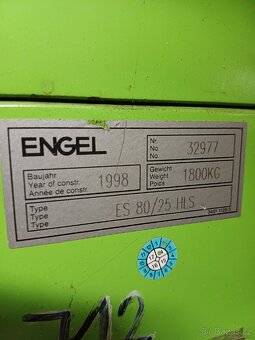 ENGEL
Nr.
No.
No.
32977
Baujahr
Year of constr.
Année de constr.
1998
Gewicht
Weight
Poids
1800KG
Type
Type
Type
ES 80/25 HLS
792